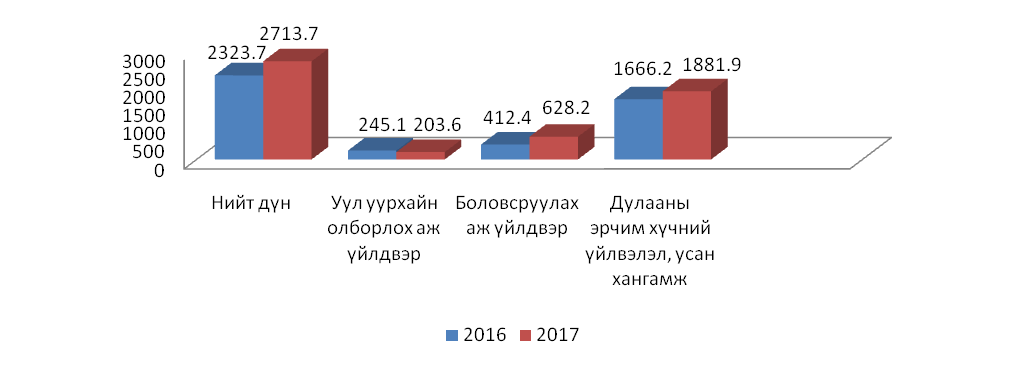 2713.7
2323.7
1666.2 1881.9
628.2
412.4
245.1 203.6
3000
2500
2000
1500
1000
500
0
Нийт дүн
Уул уурхайн
олборлох аж
үйлдвэр
Боловсруулах
аж үйлдвэр
Дулааны
эрчим хүчний
үйлвэлэл, усан
хангамж
2016 2017